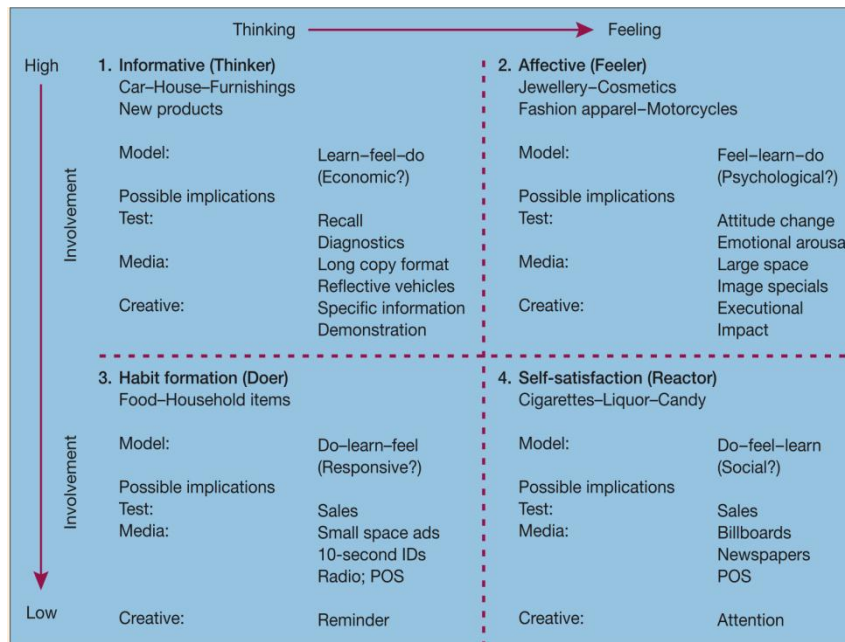 Thinking Feeling
High
Involvement
Involvement
Low
1. Informative (Thinker)
Car–House–Furnishings
New products
Model: Learn–feel–do
(Economic?)
Possible implications
Test: Recall
Diagnostics
Media: Long copy format
Reflective vehicles
Creative: Specific information
Demonstration
2. Affective (Feeler)
Jewellery–Cosmetics
Fashion apparel–Motorcycles
Model: Feel–learn–do
(Psychological?)
Possible implications
Test: Attitude change
Emotional arousa
Media: Large space
Image specials
Creative: Executional
Impact
3. Habit formation (Doer)
Food–Household items
Model: Do–learn–feel
(Responsive?)
Possible implications
Test: Sales
Media: Small space ads
10-second IDs
Radio; POS
Creative: Reminder
4. Self-satisfaction (Reactor)
Cigarettes–Liquor–Candy
Model: Do–feel–learn
(Social?)
Possible implications
Test: Sales
Media: Billboards
Newspapers
POS
Creative: Attention